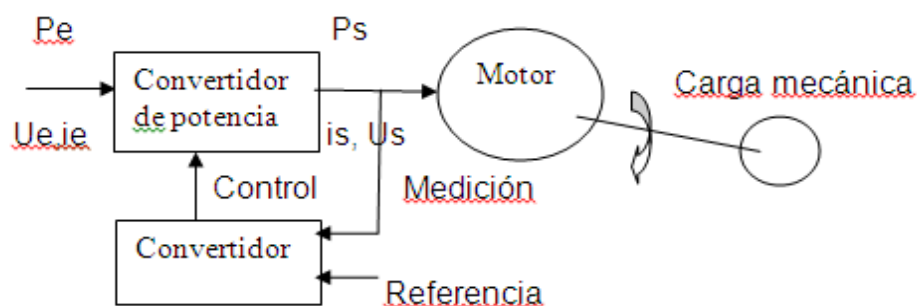 Pe
Ps
Convertidor
de potencia
Motor
Carga mecánica
Ue,ie
is, Us
Control
Medición
Convertidor
Referencia